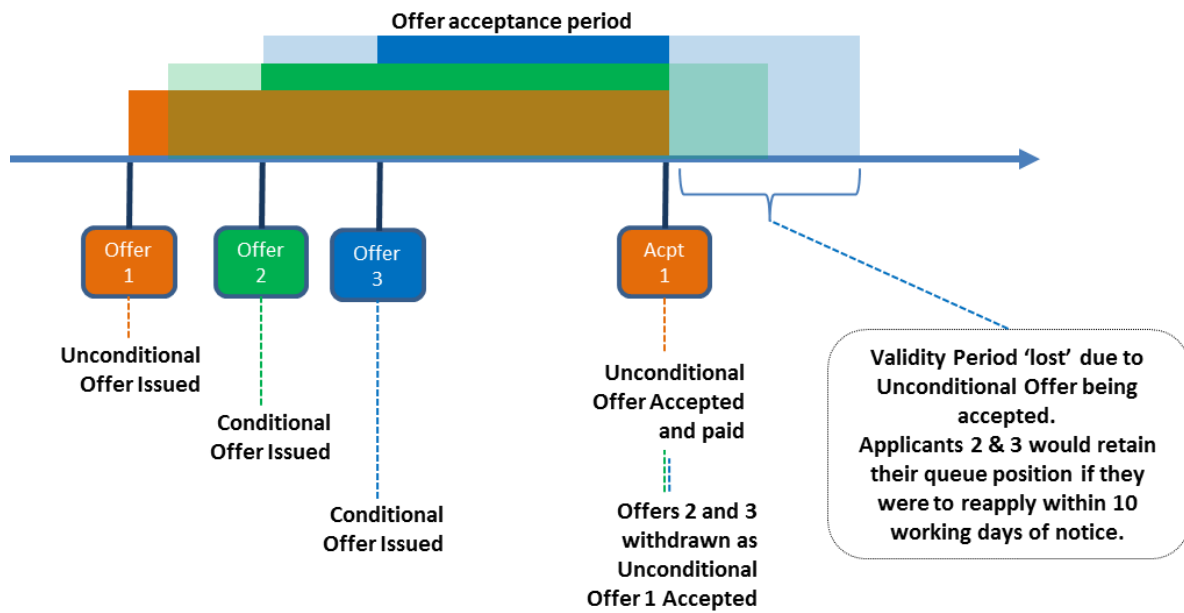 Offer acceptance period
Offer
1
Offer
2
Offer
3
Acpt
1
Unconditional
Offer Issued
Conditional
Offer Issued
Conditional
Offer Issued
Unconditional
Offer Accepted
and paid
Offers 2 and 3
withdrawn as
Unconditional
Offer 1 Accepted
Validity Period ‘lost’ due to
Unconditional Offer being
accepted.
Applicants 2 & 3 would retain
their queue position if they
were to reapply within 10
working days of notice.